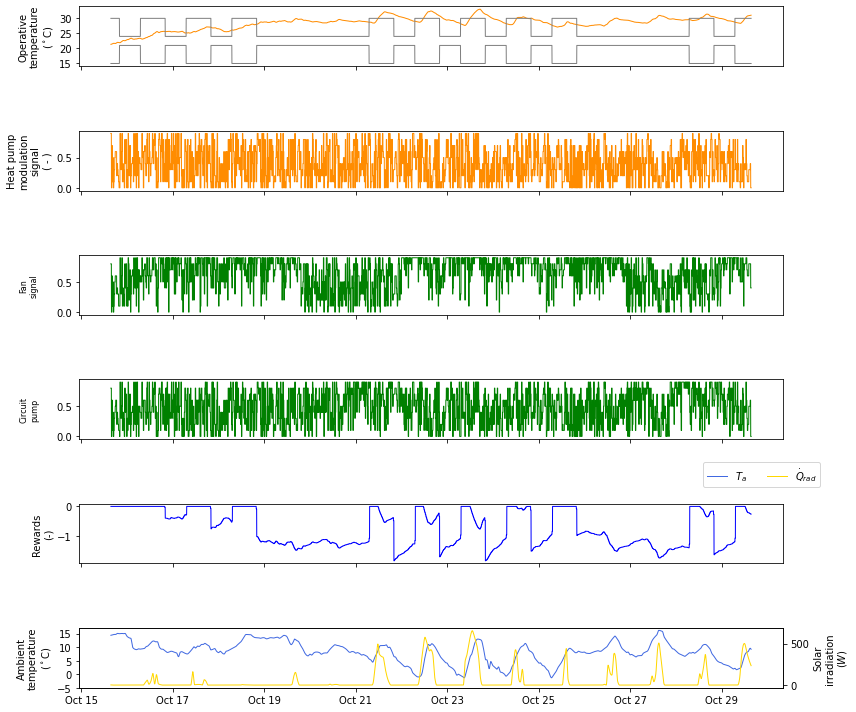 Operative
temperature
(°C)
30
25
20
15
Heat pump
modulation
signal
( - )
0.5
0.0
Fan
signal
0.5
0.0
Circuit
pump
0.5
0.0
T_a
Q̇_rad
Rewards
(-)
0
−1
Ambient
temperature
(°C)
15
10
5
0
−5
500
0
Solar
irradiation
(W)
Oct 15 Oct 17 Oct 19 Oct 21 Oct 23 Oct 25 Oct 27 Oct 29